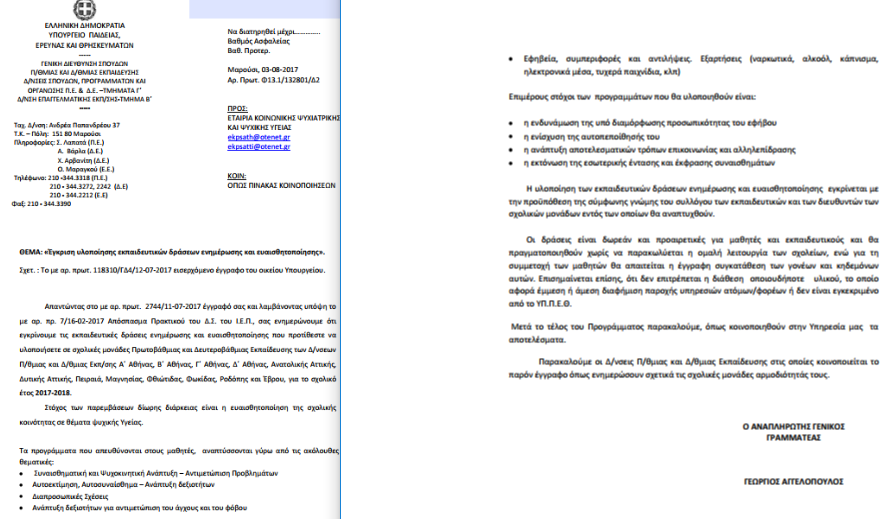 ΕΛΛΗΝΙΚΗ ΔΗΜΟΚΡΑΤΙΑ
ΥΠΟΥΡΓΕΙΟ ΠΑΙΔΕΙΑΣ,
ΕΡΕΥΝΑΣ ΚΑΙ ΘΡΗΣΚΕΥΜΑΤΩΝ
-----
ΓΕΝΙΚΗ ΔΙΕΥΘΥΝΣΗ ΣΠΟΥΔΩΝ
Π/ΘΜΙΑΣ ΚΑΙ Δ/ΘΜΙΑΣ ΕΚΠΑΙΔΕΥΣΗΣ
Δ/ΝΣΕΙΣ ΣΠΟΥΔΩΝ, ΠΡΟΓΡΑΜΜΑΤΩΝ ΚΑΙ
ΟΡΓΑΝΩΣΗΣ Π.Ε. & Δ.Ε. –ΤΜΗΜΑΤΑ Γ΄
Δ/ΝΣΗ ΕΠΑΓΓΕΛΜΑΤΙΚΗΣ ΕΚΠ/ΣΗΣ-ΤΜΗΜΑ Β΄
-----
Ταχ. Δ/νση: Ανδρέα Παπανδρέου 37
Τ.Κ. – Πόλη: 151 80 Μαρούσι
Πληροφορίες: Σ. Λαπατά (Π.Ε.)
Α. Βάρλα (Δ.Ε.)
Χ. Αρβανίτη (Δ.Ε.)
Ο. Μαραγκού (Ε.Ε.)
Τηλέφωνο: 210 -344.3318 (Π.Ε.)
210 - 344.3272, 2242 (Δ.Ε)
210 - 344.2212 (Ε.Ε)
Φαξ: 210 - 344.3390
Να διατηρηθεί μέχρι.............
Βαθμός Ασφαλείας
Βαθ. Προτερ.
Μαρούσι, 03-08-2017
Αρ. Πρωτ. Φ13.1/132801/Δ2
ΠΡΟΣ:
ΕΤΑΙΡΙΑ ΚΟΙΝΩΝΙΚΗΣ ΨΥΧΙΑΤΡΙΚΗΣ
ΚΑΙ ΨΥΧΙΚΗΣ ΥΓΕΙΑΣ
ekpsath@otenet.gr
ekpsatti@otenet.gr
ΚΟΙΝ:
ΟΠΩΣ ΠΙΝΑΚΑΣ ΚΟΙΝΟΠΟΙΗΣΕΩΝ
ΘΕΜΑ: «Έγκριση υλοποίησης εκπαιδευτικών δράσεων ενημέρωσης και ευαισθητοποίησης».
Σχετ. : Το με αρ. πρωτ. 118310/ΓΔ4/12-07-2017 εισερχόμενο έγγραφο του οικείου Υπουργείου.
Απαντώντας στο με αρ. πρωτ. 2744/11-07-2017 έγγραφό σας και λαμβάνοντας υπόψη το
με αρ. πρ. 7/16-02-2017 Απόσπασμα Πρακτικού του Δ.Σ. του Ι.Ε.Π., σας ενημερώνουμε ότι
εγκρίνουμε τις εκπαιδευτικές δράσεις ενημέρωσης και ευαισθητοποίησης που προτίθεστε να
υλοποιήσετε σε σχολικές μονάδες Πρωτοβάθμιας και Δευτεροβάθμιας Εκπαίδευσης των Δ/νσεων
Π/θμιας και Δ/θμιας Εκπ/σης Α΄ Αθήνας, Β΄ Αθήνας, Γ΄ Αθήνας, Δ΄ Αθήνας, Ανατολικής Αττικής,
Δυτικής Αττικής, Πειραιά, Μαγνησίας, Φθιώτιδας, Φωκίδας, Ροδόπης και Έβρου, για το σχολικό
έτος 2017-2018.
Στόχος των παρεμβάσεων δίωρης διάρκειας είναι η ευαισθητοποίηση της σχολικής
κοινότητας σε θέματα ψυχικής Υγείας.
Τα προγράμματα που απευθύνονται στους μαθητές, αναπτύσσονται γύρω από τις ακόλουθες
θεματικές:
• Συναισθηματική και Ψυχοκινητική Ανάπτυξη – Αντιμετώπιση Προβλημάτων
• Αυτοεκτίμηση, Αυτοσυναίσθημα – Ανάπτυξη δεξιοτήτων
• Διαπροσωπικές Σχέσεις
• Ανάπτυξη δεξιοτήτων για αντιμετώπιση του άγχους και του φόβου
• Εφηβεία, συμπεριφορές και αντιλήψεις. Εξαρτήσεις (ναρκωτικά, αλκοόλ, κάπνισμα,
ηλεκτρονικά μέσα, τυχερά παιχνίδια, κλπ)
Επιμέρους στόχοι των προγραμμάτων που θα υλοποιηθούν είναι:
• η ενδυνάμωση της υπό διαμόρφωσης προσωπικότητας του εφήβου
• η ενίσχυση της αυτοπεποίθησής του
• η ανάπτυξη αποτελεσματικών τρόπων επικοινωνίας και αλληλεπίδρασης
• η εκτόνωση της εσωτερικής έντασης και έκφρασης συναισθημάτων
Η υλοποίηση των εκπαιδευτικών δράσεων ενημέρωσης και ευαισθητοποίησης εγκρίνεται με
την προϋπόθεση της σύμφωνης γνώμης του συλλόγου των εκπαιδευτικών και των διευθυντών των
σχολικών μονάδων εντός των οποίων θα αναπτυχθούν.
Οι δράσεις είναι δωρεάν και προαιρετικές για μαθητές και εκπαιδευτικούς και θα
πραγματοποιηθούν χωρίς να παρακωλύεται η ομαλή λειτουργία των σχολείων, ενώ για τη
συμμετοχή των μαθητών θα απαιτείται η έγγραφη συγκατάθεση των γονέων και κηδεμόνων
αυτών. Επισημαίνεται επίσης, ότι δεν επιτρέπεται η διάθεση οποιουδήποτε υλικού, το οποίο
αφορά έμμεση ή άμεση διαφήμιση παροχής υπηρεσιών ατόμων/φορέων ή δεν είναι εγκεκριμένο
από το ΥΠ.Π.Ε.Θ.
Μετά το τέλος του Προγράμματος παρακαλούμε, όπως κοινοποιηθούν στην Υπηρεσία μας τα
αποτελέσματα.
Παρακαλούμε οι Δ/νσεις Π/θμιας και Δ/θμιας Εκπαίδευσης στις οποίες κοινοποιείται το
παρόν έγγραφο όπως ενημερώσουν σχετικά τις σχολικές μονάδες αρμοδιότητάς τους.
Ο ΑΝΑΠΛΗΡΩΤΗΣ ΓΕΝΙΚΟΣ
ΓΡΑΜΜΑΤΕΑΣ
ΓΕΩΡΓΙΟΣ ΑΓΓΕΛΟΠΟΥΛΟΣ